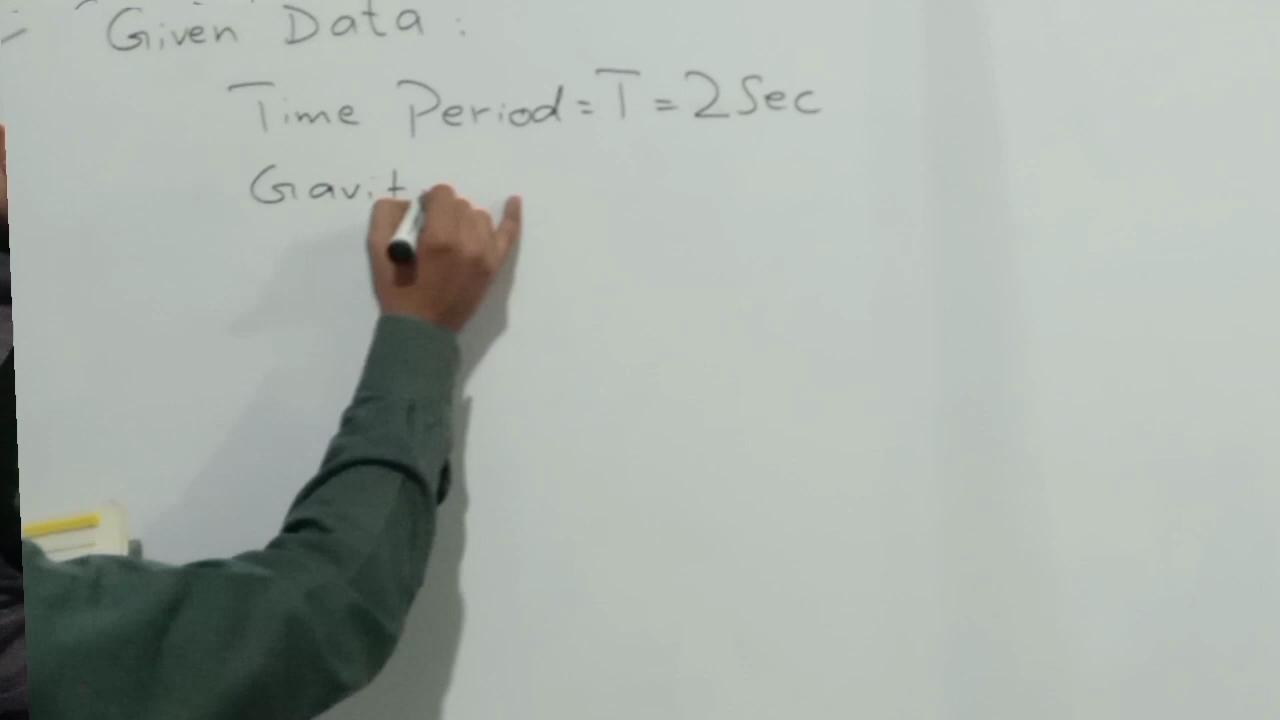 Given Data :
Time Period = T = 2 Sec
Gavit